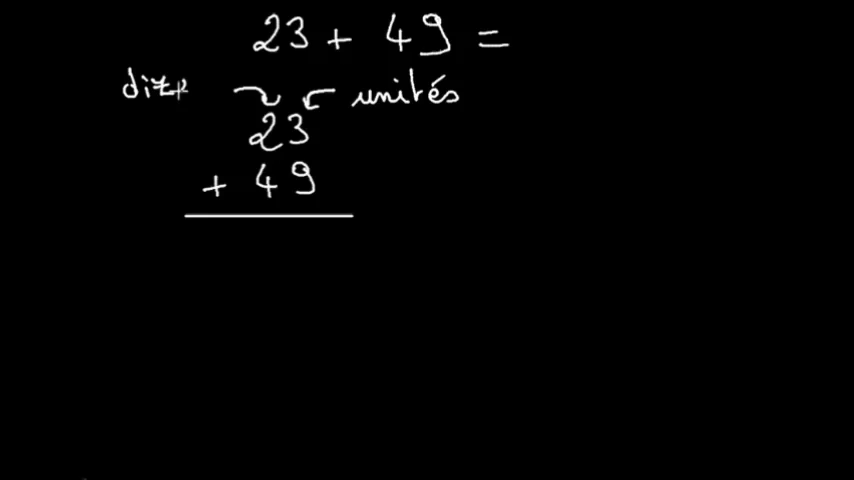 23 + 49 =
unités
23
+ 49